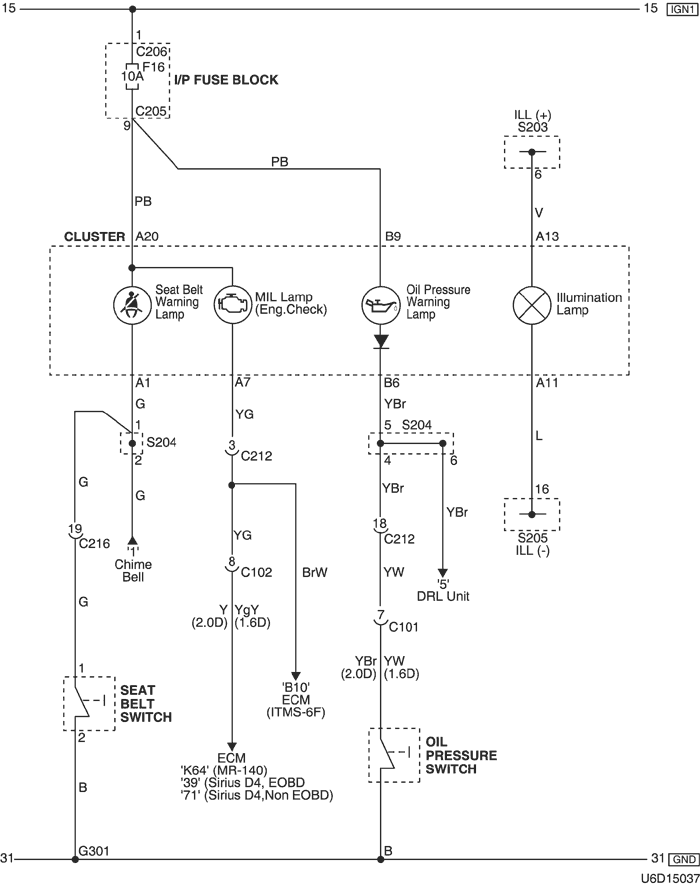 15 15 IGN1
1
C206
F16
10A
I/P FUSE BLOCK
C205
9
ILL (+)
S203
PB
6
PB
V
CLUSTER A20 B9 A13
Seat Belt
Warning
Lamp
MIL Lamp
(Eng.Check)
Oil Pressure
Warning
Lamp
Illumination
Lamp
A1 A7 B6 A11
G YG YBr
1 S204
2
3
C212
5 S204
4 6
L
G G
YBr
YBr
16
S205
ILL (-)
19
C216
'1'
Chime
Bell
YG
8
C102
BrW
18
C212
YW
'5'
DRL Unit
G
Y YgY
(2.0D) (1.6D)
7
C101
YBr YW
(2.0D) (1.6D)
1
SEAT
BELT
SWITCH
2
'B10'
ECM
(ITMS-6F)
OIL
PRESSURE
SWITCH
ECM
'K64' (MR-140)
'39' (Sirius D4, EOBD
'71' (Sirius D4,Non EOBD)
B
31 G301 B 31 GND
U6D15037